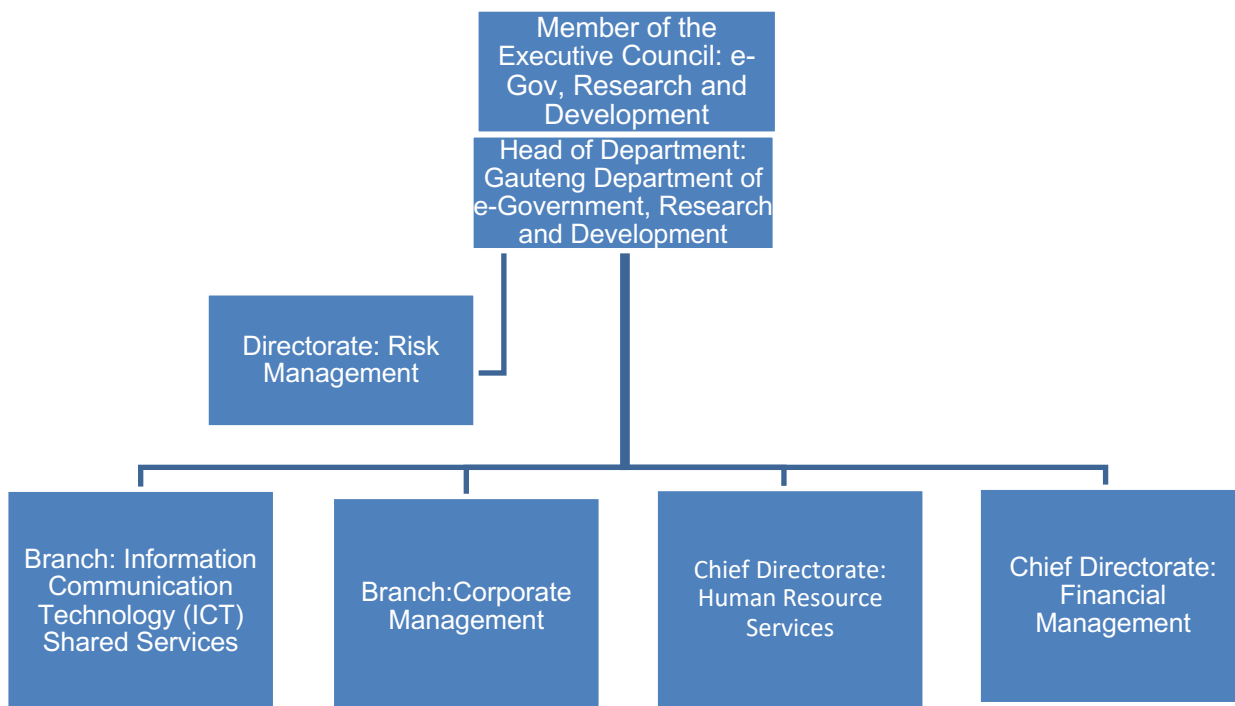 Member of the
Executive Council: e-
Gov, Research and
Development
Head of Department:
Gauteng Department of
e-Government, Research
and Development
Directorate: Risk
Management
Branch: Information
Communication
Technology (ICT)
Shared Services
Branch:Corporate
Management
Chief Directorate:
Human Resource
Services
Chief Directorate:
Financial
Management